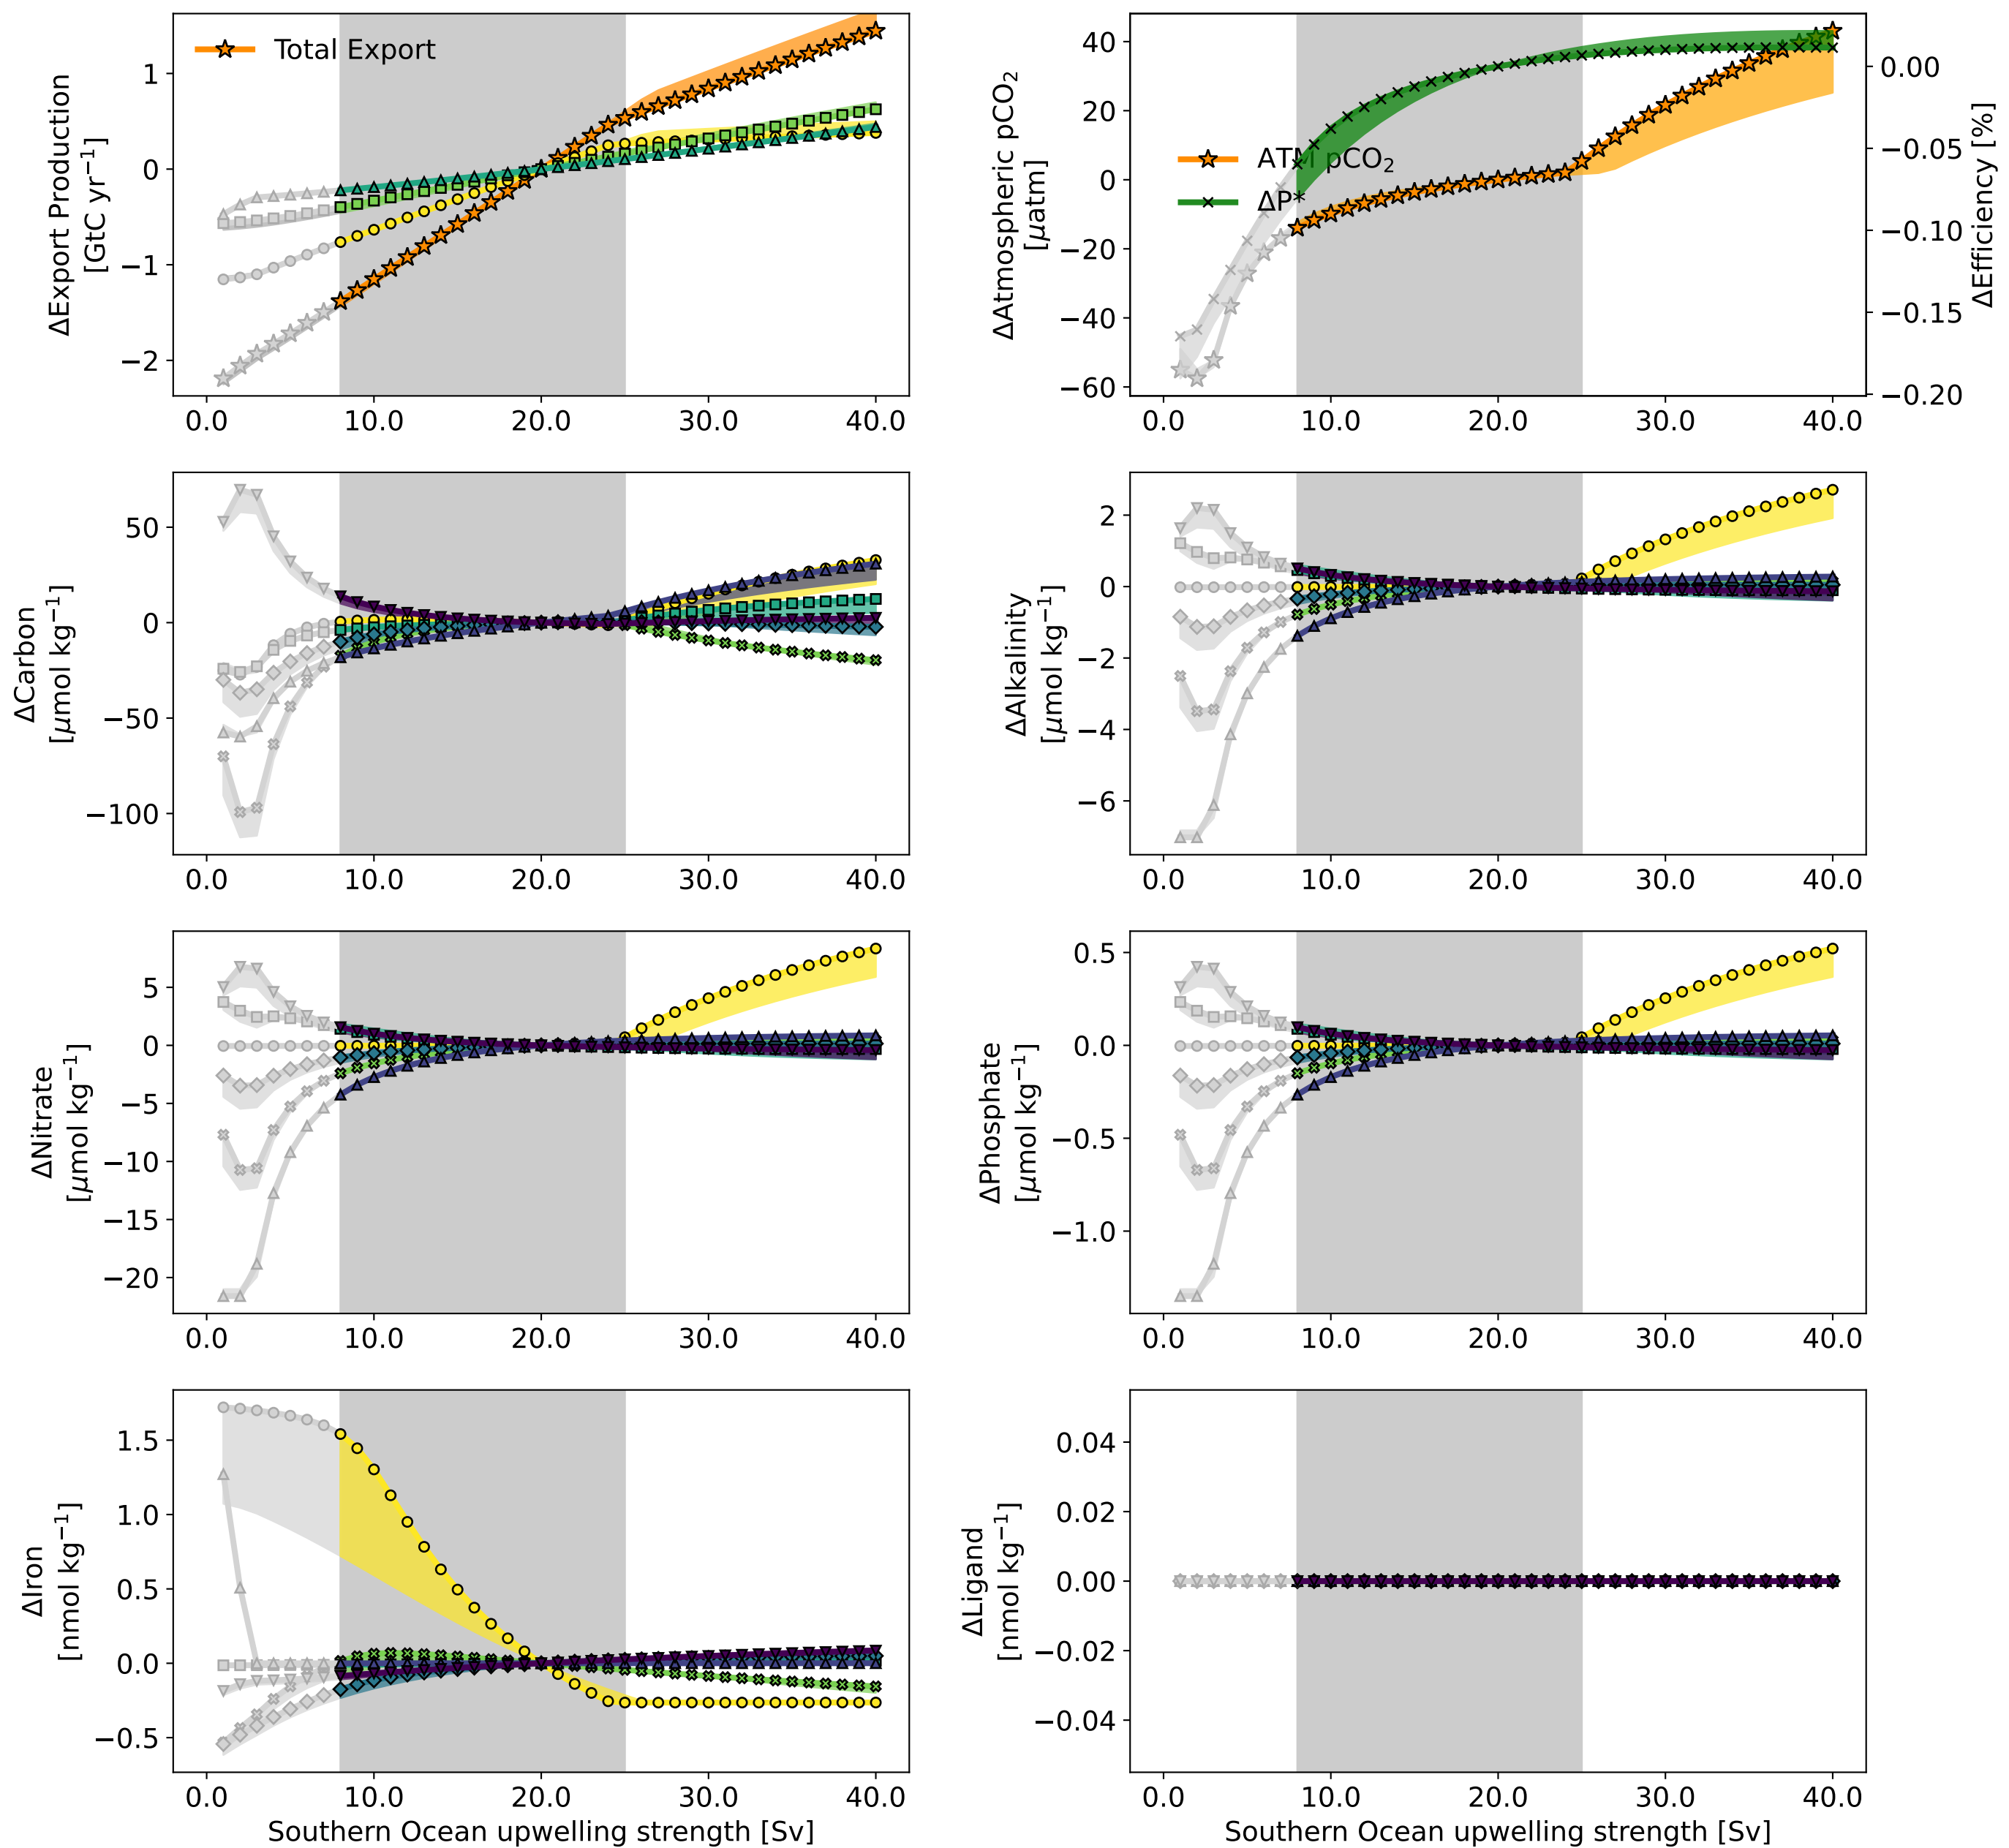 ΔExport Production
[GtC yr⁻¹]
1
0
−1
−2
Total Export
0.0 10.0 20.0 30.0 40.0
ΔAtmospheric pCO₂
[μatm]
40
20
0
−20
−40
−60
ATM pCO₂
ΔP*
0.00
−0.05
−0.10
−0.15
−0.20
ΔEfficiency [%]
0.0 10.0 20.0 30.0 40.0
ΔCarbon
[μmol kg⁻¹]
50
0
−50
−100
0.0 10.0 20.0 30.0 40.0
ΔAlkalinity
[μmol kg⁻¹]
2
0
−2
−4
−6
0.0 10.0 20.0 30.0 40.0
ΔNitrate
[μmol kg⁻¹]
5
0
−5
−10
−15
−20
0.0 10.0 20.0 30.0 40.0
ΔPhosphate
[μmol kg⁻¹]
0.5
0.0
−0.5
−1.0
0.0 10.0 20.0 30.0 40.0
ΔIron
[nmol kg⁻¹]
1.5
1.0
0.5
0.0
−0.5
0.0 10.0 20.0 30.0 40.0
Southern Ocean upwelling strength [Sv]
ΔLigand
[nmol kg⁻¹]
0.04
0.02
0.00
−0.02
−0.04
0.0 10.0 20.0 30.0 40.0
Southern Ocean upwelling strength [Sv]